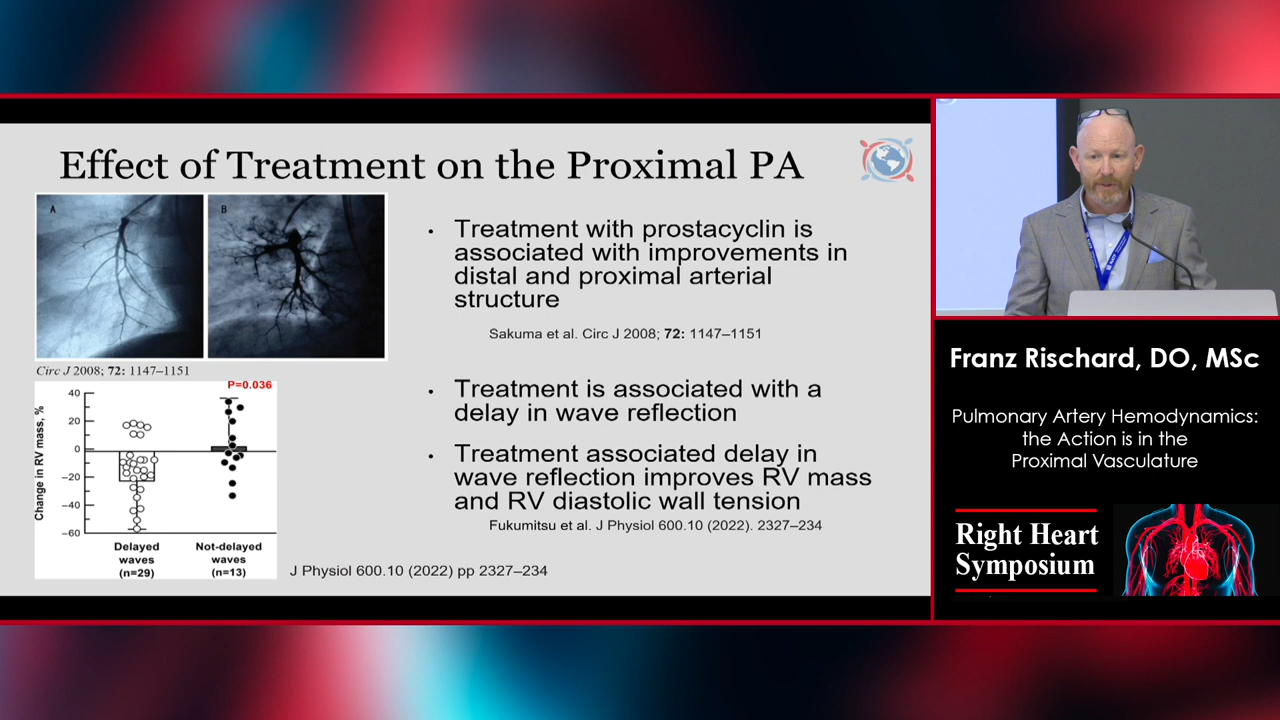 Effect of Treatment on the Proximal PA
A
B
Circ J 2008; 72: 1147–1151
P=0.036
Change in RV mass, %
40
20
0
−20
−40
−60
Delayed
waves
(n=29)
Not-delayed
waves
(n=13)
J Physiol 600.10 (2022) pp 2327–234
• Treatment with prostacyclin is
associated with improvements in
distal and proximal arterial
structure
Sakuma et al. Circ J 2008; 72: 1147–1151
• Treatment is associated with a
delay in wave reflection
• Treatment associated delay in
wave reflection improves RV mass
and RV diastolic wall tension
Fukumitsu et al. J Physiol 600.10 (2022). 2327–234
Franz Rischard, DO, MSc
Pulmonary Artery Hemodynamics:
the Action is in the
Proximal Vasculature
Right Heart
Symposium